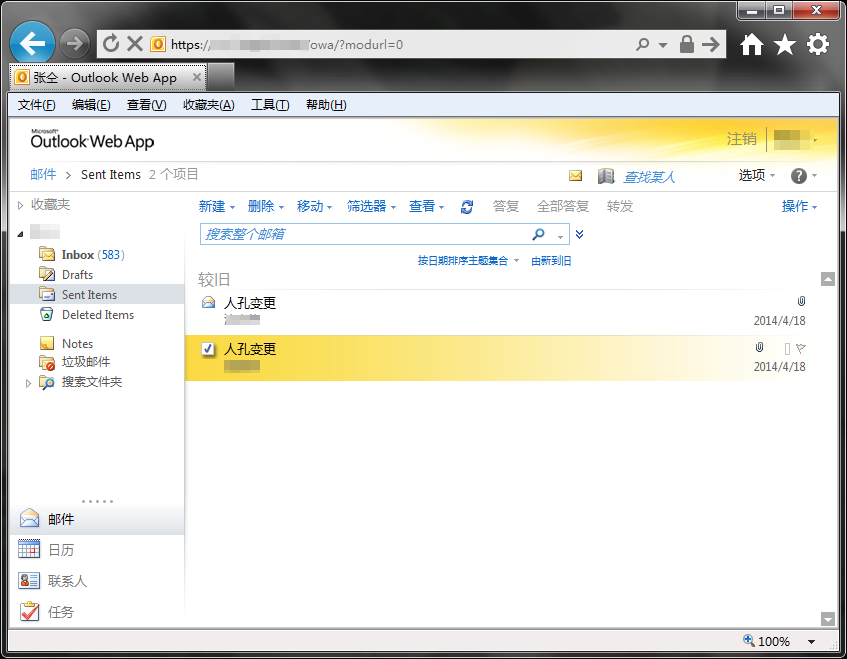 https://
/owa/?modurl=0
张仝 - Outlook Web App
文件(F) 编辑(E) 查看(V) 收藏夹(A) 工具(T) 帮助(H)
Microsoft®
Outlook Web App
注销
邮件 > Sent Items 2 个项目
查找某人
选项
收藏夹
新建 删除 移动 筛选器 查看 答复 全部答复 转发 操作
搜索整个邮箱
Inbox (583)
按日期排序主题集合 由新到旧
Drafts
较旧
Sent Items
人孔变更
Deleted Items
2014/4/18
Notes
人孔变更
垃圾邮件
2014/4/18
搜索文件夹
邮件
日历
联系人
任务
100%